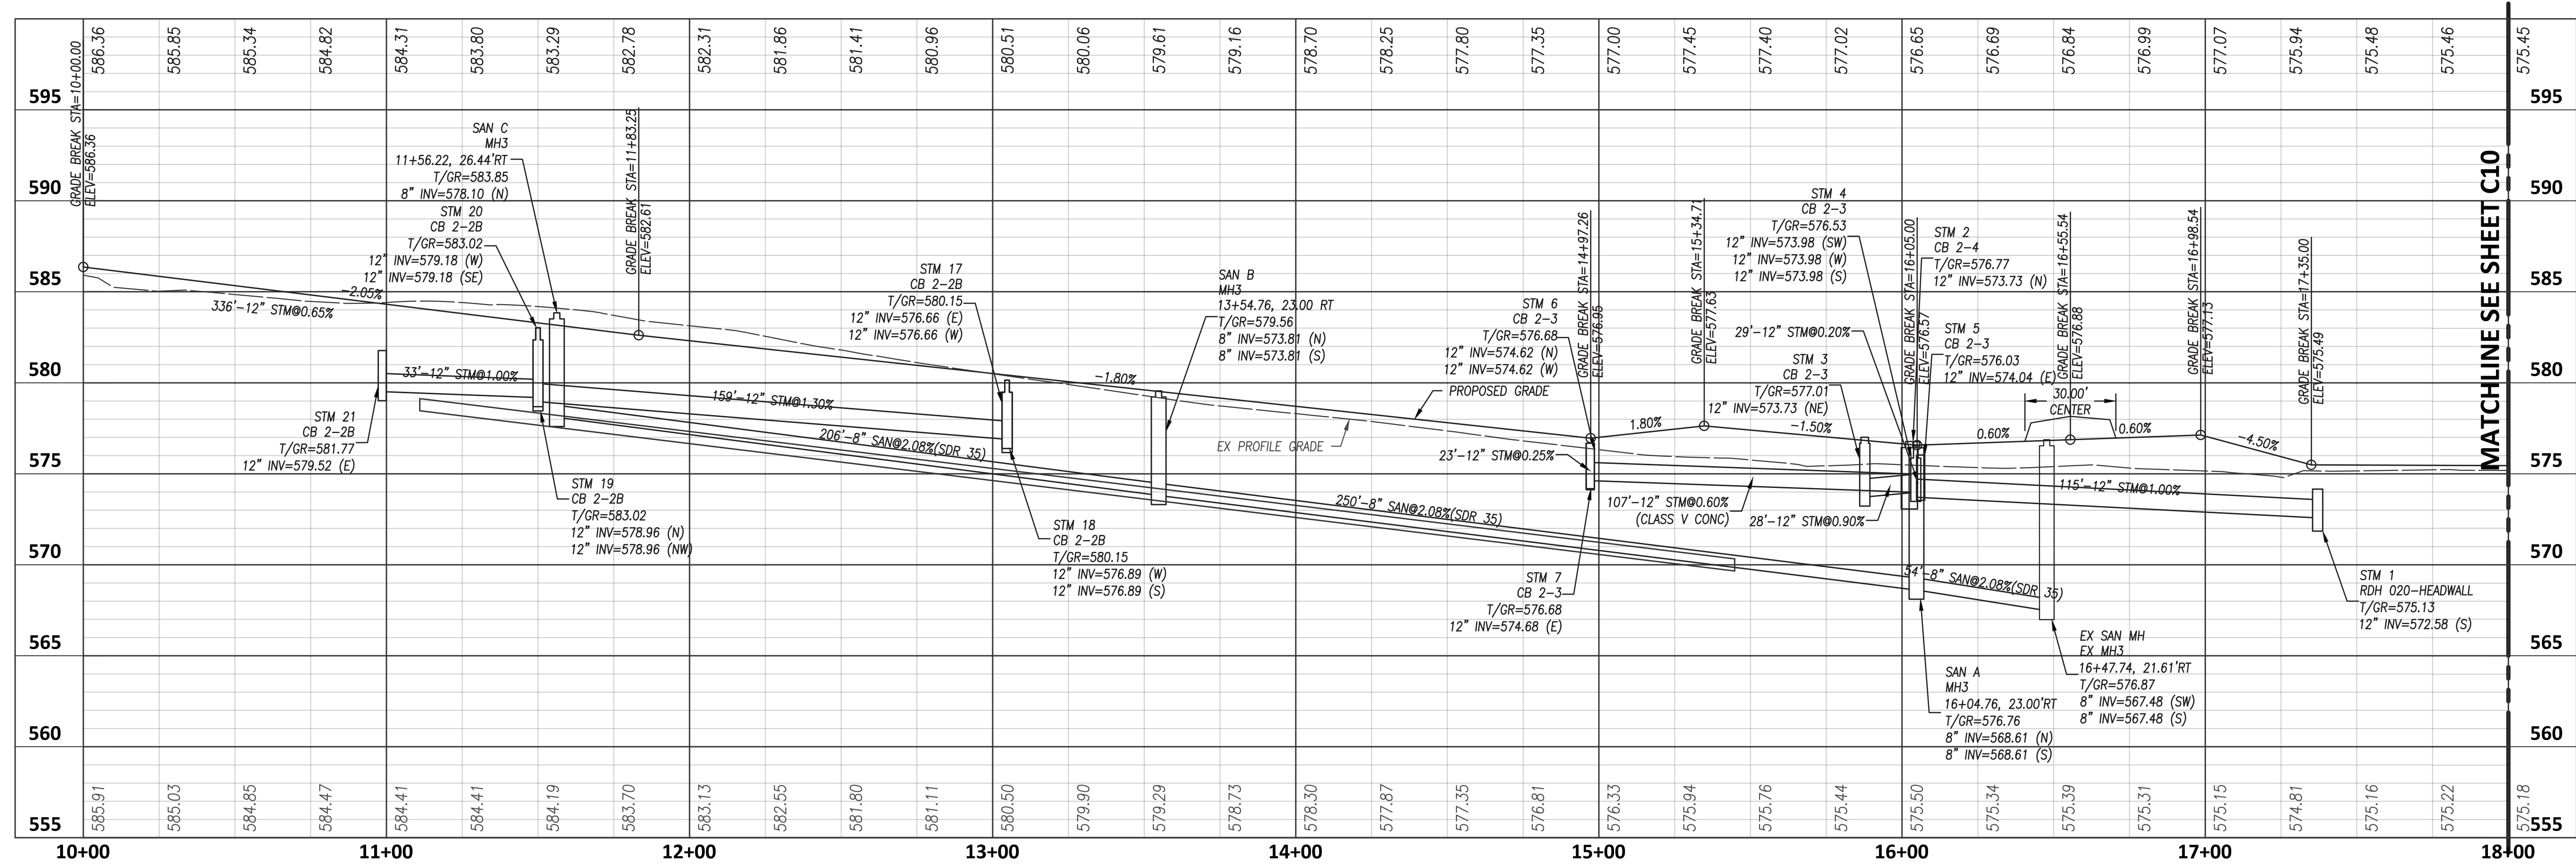 586.36
585.85
585.34
584.82
584.31
583.80
583.29
582.78
582.31
581.86
581.41
580.96
580.51
580.06
579.61
579.16
578.70
578.25
577.80
577.35
577.00
577.45
577.40
577.02
576.65
576.69
576.84
576.99
577.07
575.94
575.48
575.46
575.45
595
590
585
580
575
570
565
560
555
GRADE BREAK STA=10+00.00
ELEV=586.36
-2.05%
336'-12" STM@0.65%
SAN C
MH3
11+56.22, 26.44'RT
T/GR=583.85
8" INV=578.10 (N)
STM 20
CB 2-2B
T/GR=583.02
12" INV=579.18 (W)
12" INV=579.18 (SE)
GRADE BREAK STA=11+83.25
ELEV=582.61
33'-12" STM@1.00%
STM 21
CB 2-2B
T/GR=581.77
12" INV=579.52 (E)
STM 19
CB 2-2B
T/GR=583.02
12" INV=578.96 (N)
12" INV=578.96 (NW)
159'-12" STM@1.30%
206'-8" SAN@2.08%(SDR 35)
STM 17
CB 2-2B
T/GR=580.15
12" INV=576.66 (E)
12" INV=576.66 (W)
STM 18
CB 2-2B
T/GR=580.15
12" INV=576.89 (W)
12" INV=576.89 (S)
SAN B
MH3
13+54.76, 23.00 RT
T/GR=579.56
8" INV=573.81 (N)
8" INV=573.81 (S)
-1.80%
PROPOSED GRADE
EX PROFILE GRADE
250'-8" SAN@2.08%(SDR 35)
STM 6
CB 2-3
T/GR=576.68
12" INV=574.62 (N)
12" INV=574.62 (W)
GRADE BREAK STA=14+97.26
ELEV=576.95
23'-12" STM@0.25%
STM 7
CB 2-3
T/GR=576.68
12" INV=574.68 (E)
1.80%
GRADE BREAK STA=15+34.71
ELEV=577.63
-1.50%
107'-12" STM@0.60%
(CLASS V CONC)
STM 4
CB 2-3
T/GR=576.53
12" INV=573.98 (SW)
12" INV=573.98 (W)
12" INV=573.98 (S)
29'-12" STM@0.20%
STM 3
CB 2-3
T/GR=577.01
12" INV=573.73 (NE)
28'-12" STM@0.90%
GRADE BREAK STA=16+05.00
ELEV=576.57
STM 2
CB 2-4
T/GR=576.77
12" INV=573.73 (N)
STM 5
CB 2-3
T/GR=576.03
12" INV=574.04 (E)
0.60%
30.00'
CENTER
GRADE BREAK STA=16+55.54
ELEV=576.88
0.60%
GRADE BREAK STA=16+98.54
ELEV=577.13
-4.50%
GRADE BREAK STA=17+35.00
ELEV=575.49
115'-12" STM@1.00%
54'-8" SAN@2.08%(SDR 35)
SAN A
MH3
16+04.76, 23.00'RT
T/GR=576.76
8" INV=568.61 (N)
8" INV=568.61 (S)
EX SAN MH
EX MH3
16+47.74, 21.61'RT
T/GR=576.87
8" INV=567.48 (SW)
8" INV=567.48 (S)
STM 1
RDH 020-HEADWALL
T/GR=575.13
12" INV=572.58 (S)
MATCHLINE SEE SHEET C10
595
590
585
580
575
570
565
560
555
585.91
585.03
584.85
584.47
584.41
584.41
584.19
583.70
583.13
582.55
581.80
581.11
580.50
579.90
579.29
578.73
578.30
577.87
577.35
576.81
576.33
575.94
575.76
575.44
575.50
575.34
575.39
575.31
575.15
574.81
575.16
575.22
575.18
10+00
11+00
12+00
13+00
14+00
15+00
16+00
17+00
18+00